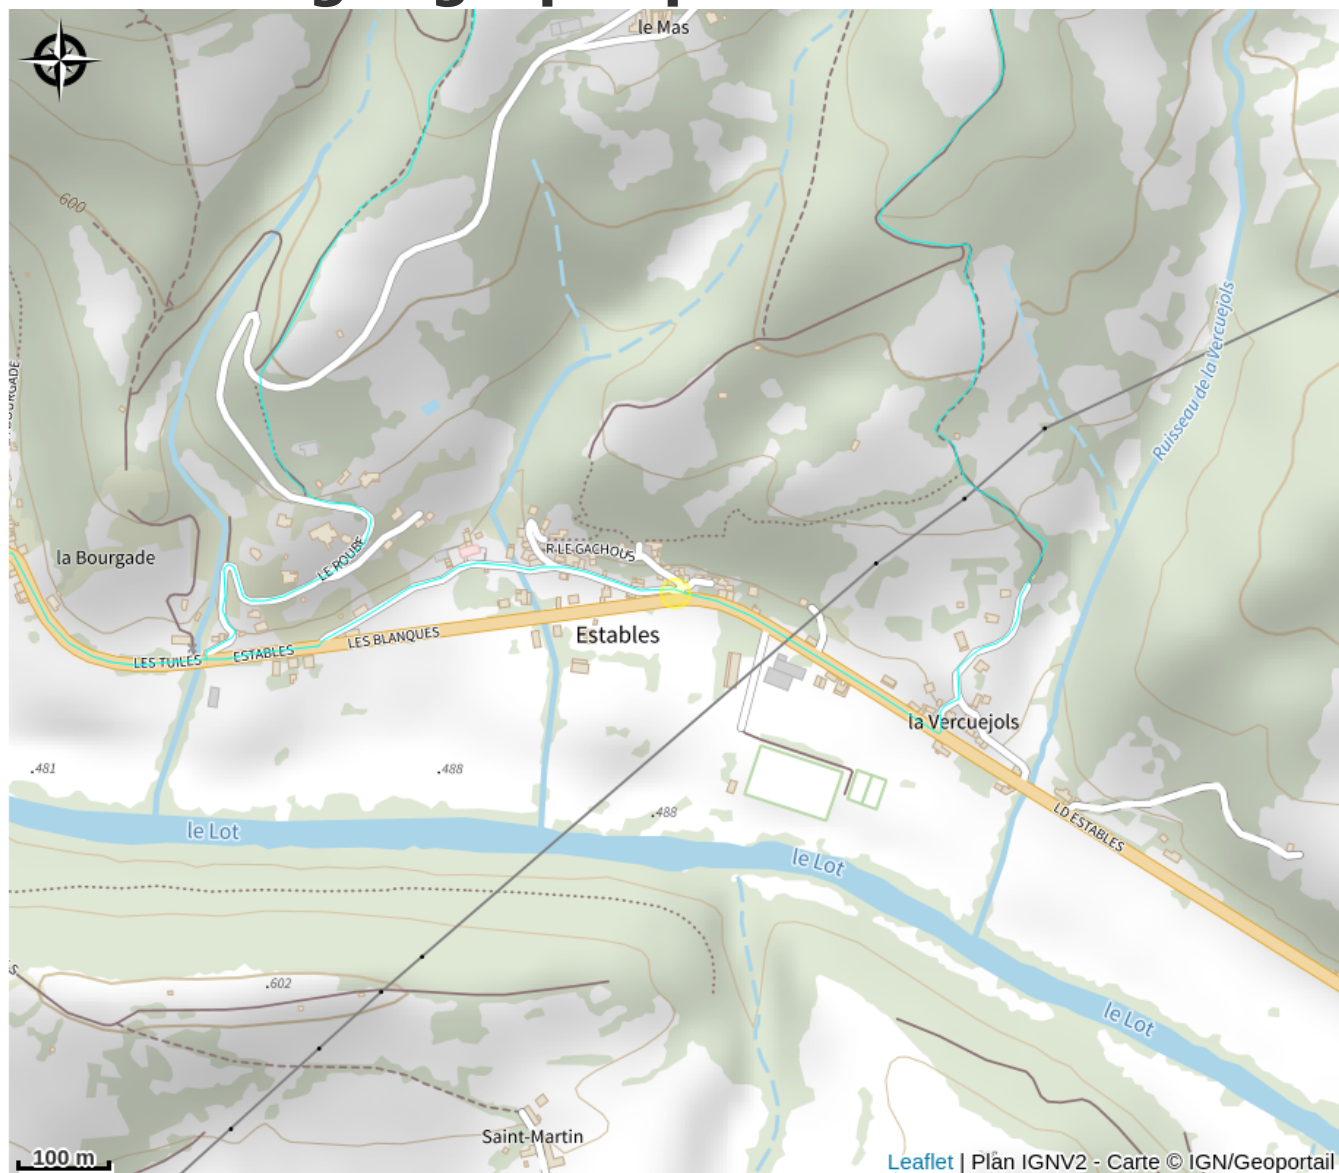 le Mas
600
Ruisseau de la Vercuejols
la Bourgade
LE ROUBE
R LE GACHOUS
LES TUILES
ESTABLES
LES BLANQUES
Estables
la Vercuejols
.481
.488
.488
LD ESTABLES
le Lot
le Lot
.602
le Lot
Saint-Martin
100 m
Leaflet | Plan IGNV2 - Carte © IGN/Geoportail